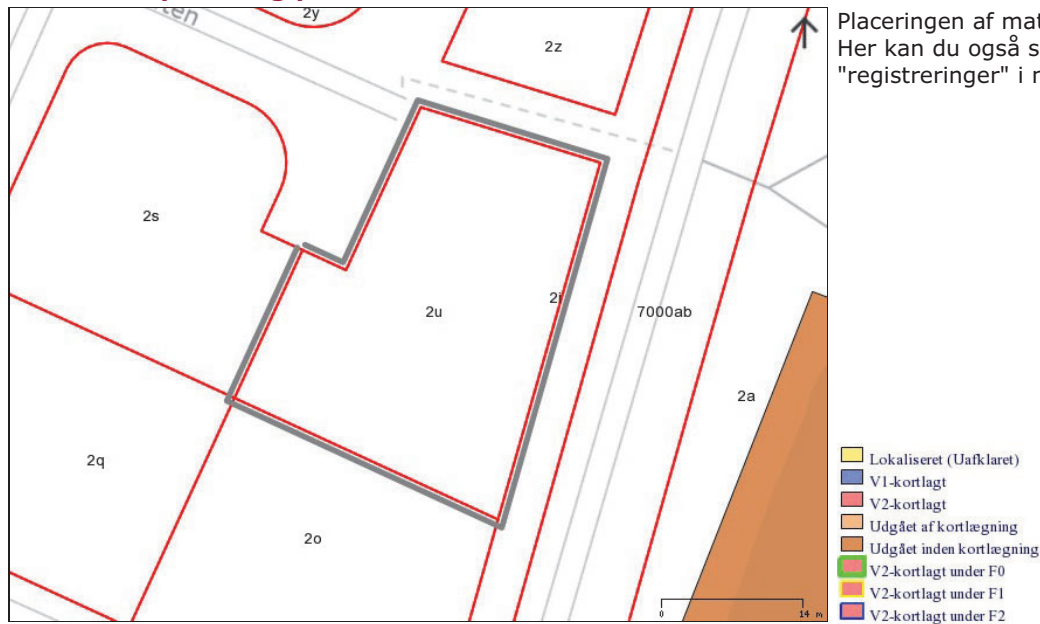 Placeringen af mat
Her kan du også s
"registreringer" i r
2y
2z
2s
2u
2i
7000ab
2a
2q
2o
14 m
0
Lokaliseret (Uafklaret)
V1-kortlagt
V2-kortlagt
Udgået af kortlægning
Udgået inden kortlægning
V2-kortlagt under F0
V2-kortlagt under F1
V2-kortlagt under F2